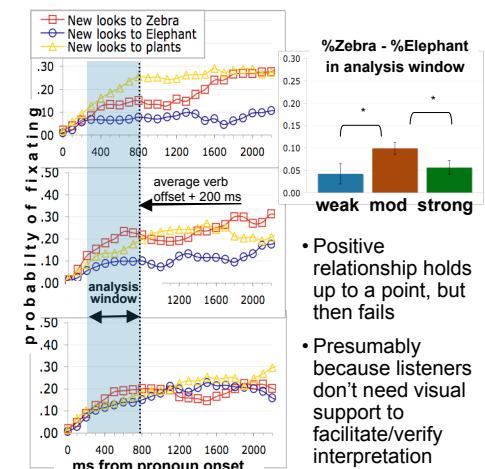 New looks to Zebra
New looks to Elephant
New looks to plants
.30
.20
.10
.00
0 400 800 1200 1600 2000
.50
.40
.30
.20
.10
.00
average verb
offset + 200 ms
analysis
window
0 1200 1600 2000
.50
.40
.30
.20
.10
.00
0 400 800 1200 1600 2000
probabilty of fixating
ms from pronoun onset
%Zebra - %Elephant
in analysis window
0.30
0.25
0.20
0.15
0.10
0.05
0.00
* *
weak mod strong
• Positive
relationship holds
up to a point, but
then fails
• Presumably
because listeners
don't need visual
support to
facilitate/verify
interpretation